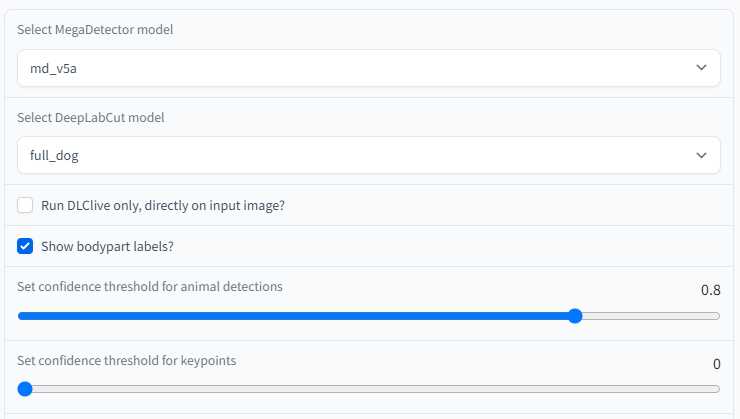 Select MegaDetector model
md_v5a
Select DeepLabCut model
full_dog
Run DLClive only, directly on input image?
Show bodypart labels?
Set confidence threshold for animal detections
0.8
Set confidence threshold for keypoints
0